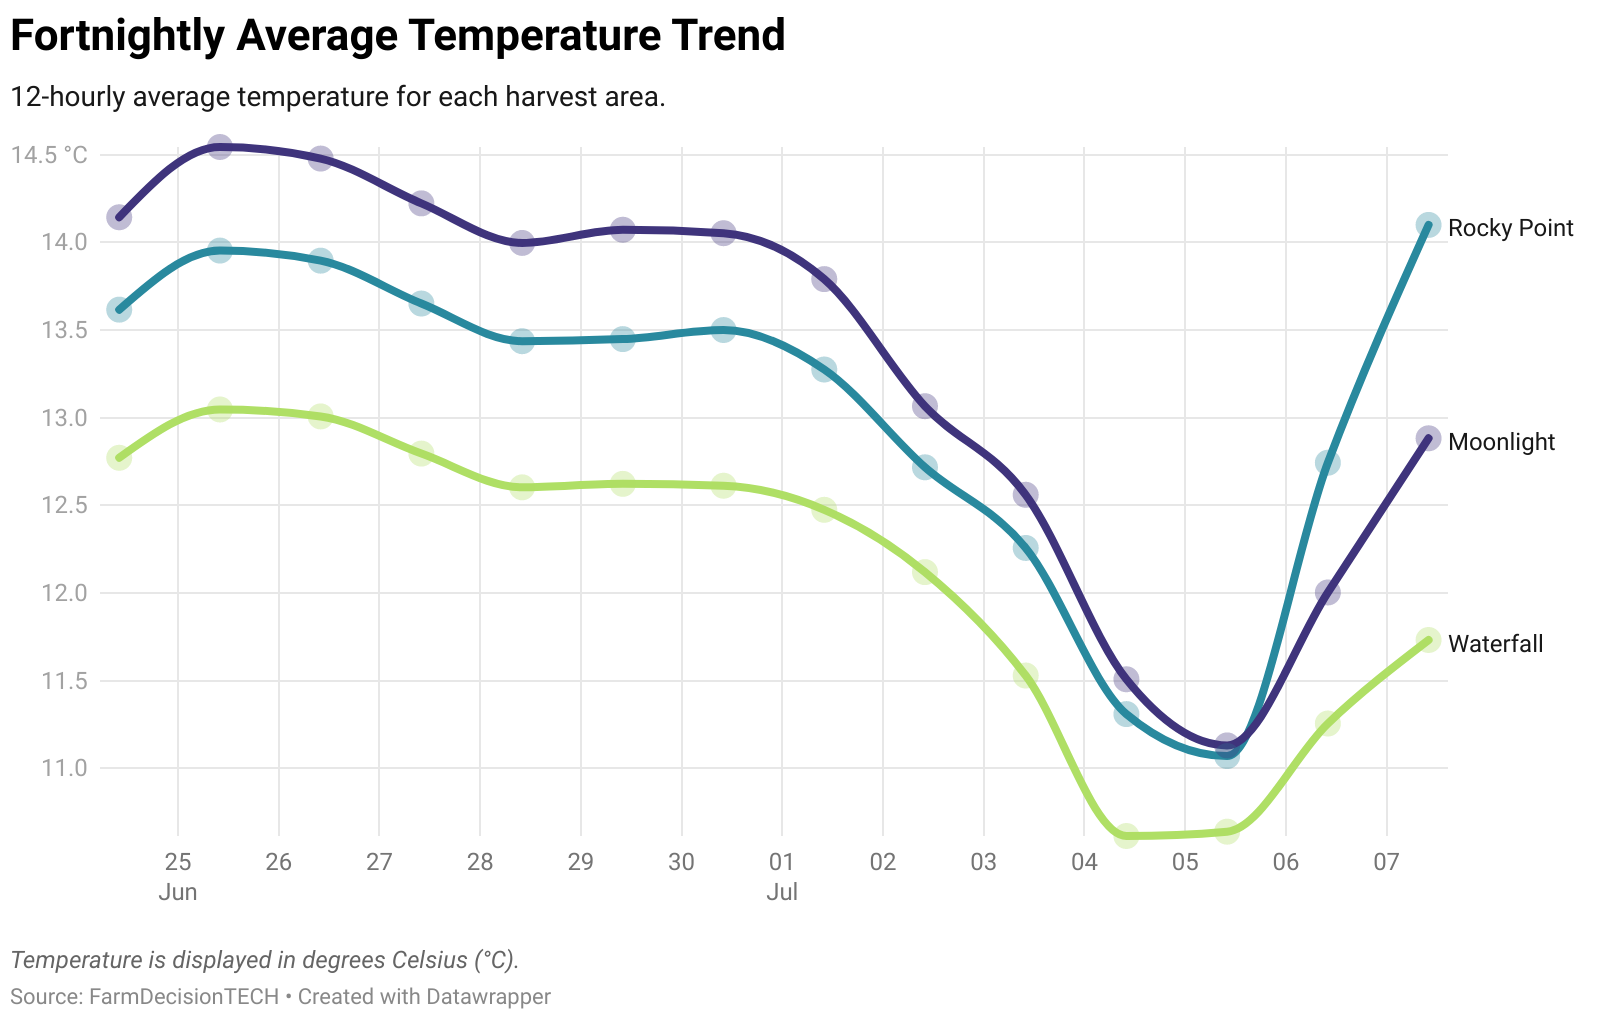 Fortnightly Average Temperature Trend
12-hourly average temperature for each harvest area.
14.5 °C
14.0
13.5
13.0
12.5
12.0
11.5
11.0
Rocky Point
Moonlight
Waterfall
25 26 27 28 29 30 01 02 03 04 05 06 07
Jun Jul
Temperature is displayed in degrees Celsius (°C).
Source: FarmDecisionTECH • Created with Datawrapper